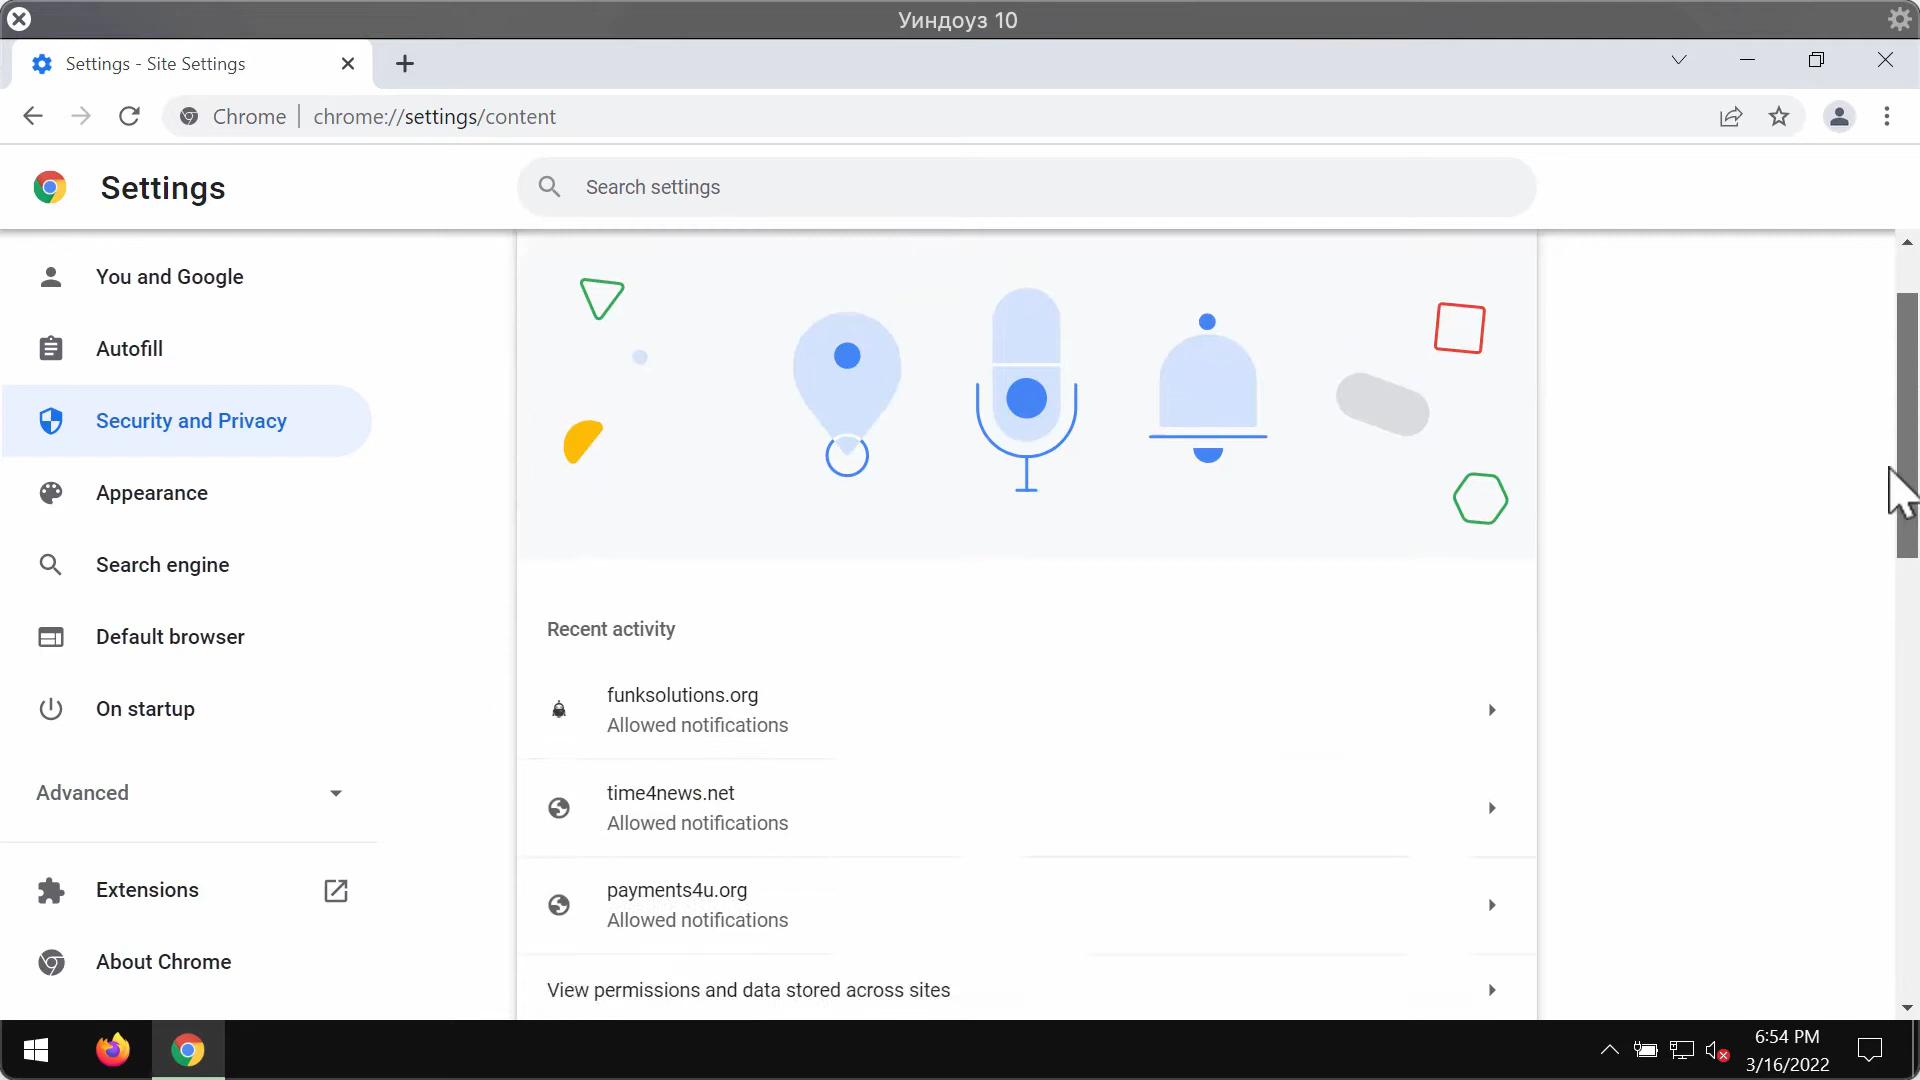 Уиндоуз 10
Settings - Site Settings
Chrome
chrome://settings/content
Settings
Search settings
You and Google
Autofill
Security and Privacy
Appearance
Search engine
Default browser
On startup
Advanced
Extensions
About Chrome
Recent activity
funksolutions.org
Allowed notifications
time4news.net
Allowed notifications
payments4u.org
Allowed notifications
View permissions and data stored across sites
6:54 PM
3/16/2022